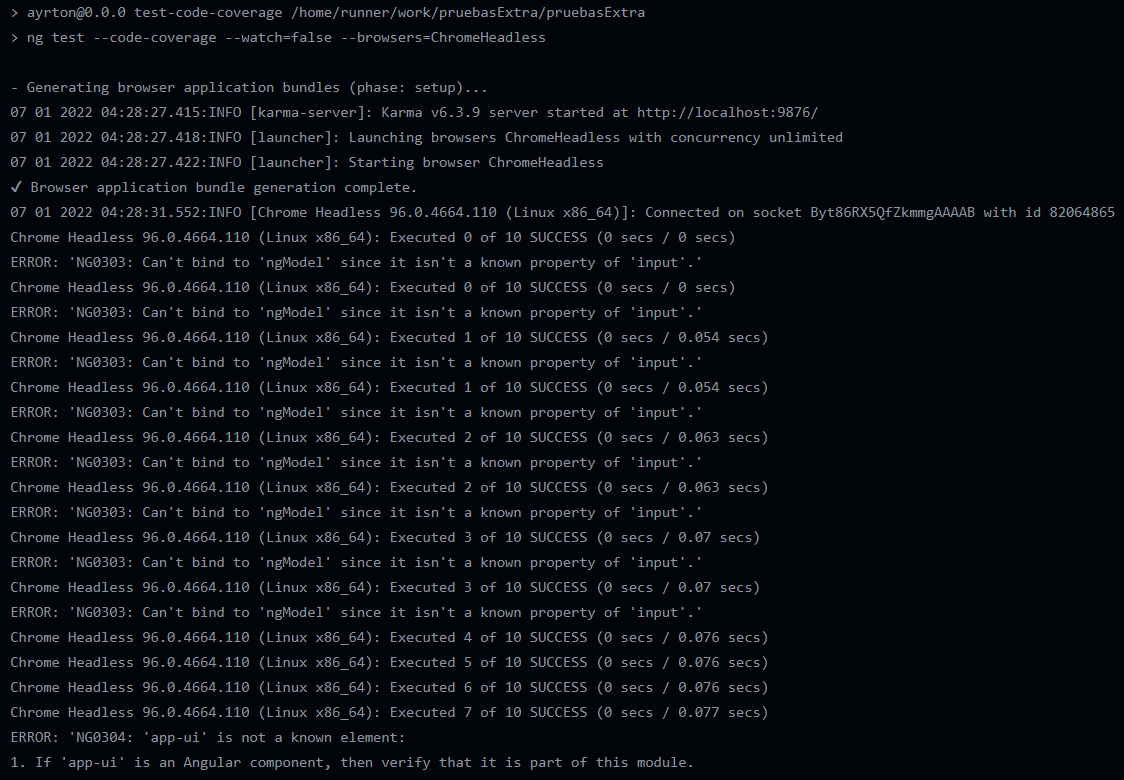 > ayrton@0.0.0 test-code-coverage /home/runner/work/pruebasExtra/pruebasExtra
> ng test --code-coverage --watch=false --browsers=ChromeHeadless
- Generating browser application bundles (phase: setup)...
07 01 2022 04:28:27.415:INFO [karma-server]: Karma v6.3.9 server started at http://localhost:9876/
07 01 2022 04:28:27.418:INFO [launcher]: Launching browsers ChromeHeadless with concurrency unlimited
07 01 2022 04:28:27.422:INFO [launcher]: Starting browser ChromeHeadless
✓ Browser application bundle generation complete.
07 01 2022 04:28:31.552:INFO [Chrome Headless 96.0.4664.110 (Linux x86_64)]: Connected on socket Byt86RX5QfZkmmgAAAAB with id 82064865
Chrome Headless 96.0.4664.110 (Linux x86_64): Executed 0 of 10 SUCCESS (0 secs / 0 secs)
ERROR: 'NG0303: Can't bind to 'ngModel' since it isn't a known property of 'input'.'
Chrome Headless 96.0.4664.110 (Linux x86_64): Executed 0 of 10 SUCCESS (0 secs / 0 secs)
ERROR: 'NG0303: Can't bind to 'ngModel' since it isn't a known property of 'input'.'
Chrome Headless 96.0.4664.110 (Linux x86_64): Executed 1 of 10 SUCCESS (0 secs / 0.054 secs)
ERROR: 'NG0303: Can't bind to 'ngModel' since it isn't a known property of 'input'.'
Chrome Headless 96.0.4664.110 (Linux x86_64): Executed 1 of 10 SUCCESS (0 secs / 0.054 secs)
ERROR: 'NG0303: Can't bind to 'ngModel' since it isn't a known property of 'input'.'
Chrome Headless 96.0.4664.110 (Linux x86_64): Executed 2 of 10 SUCCESS (0 secs / 0.063 secs)
ERROR: 'NG0303: Can't bind to 'ngModel' since it isn't a known property of 'input'.'
Chrome Headless 96.0.4664.110 (Linux x86_64): Executed 2 of 10 SUCCESS (0 secs / 0.063 secs)
ERROR: 'NG0303: Can't bind to 'ngModel' since it isn't a known property of 'input'.'
Chrome Headless 96.0.4664.110 (Linux x86_64): Executed 3 of 10 SUCCESS (0 secs / 0.07 secs)
ERROR: 'NG0303: Can't bind to 'ngModel' since it isn't a known property of 'input'.'
Chrome Headless 96.0.4664.110 (Linux x86_64): Executed 3 of 10 SUCCESS (0 secs / 0.07 secs)
ERROR: 'NG0303: Can't bind to 'ngModel' since it isn't a known property of 'input'.'
Chrome Headless 96.0.4664.110 (Linux x86_64): Executed 4 of 10 SUCCESS (0 secs / 0.076 secs)
Chrome Headless 96.0.4664.110 (Linux x86_64): Executed 5 of 10 SUCCESS (0 secs / 0.076 secs)
Chrome Headless 96.0.4664.110 (Linux x86_64): Executed 6 of 10 SUCCESS (0 secs / 0.076 secs)
Chrome Headless 96.0.4664.110 (Linux x86_64): Executed 7 of 10 SUCCESS (0 secs / 0.077 secs)
ERROR: 'NG0304: 'app-ui' is not a known element:
1. If 'app-ui' is an Angular component, then verify that it is part of this module.